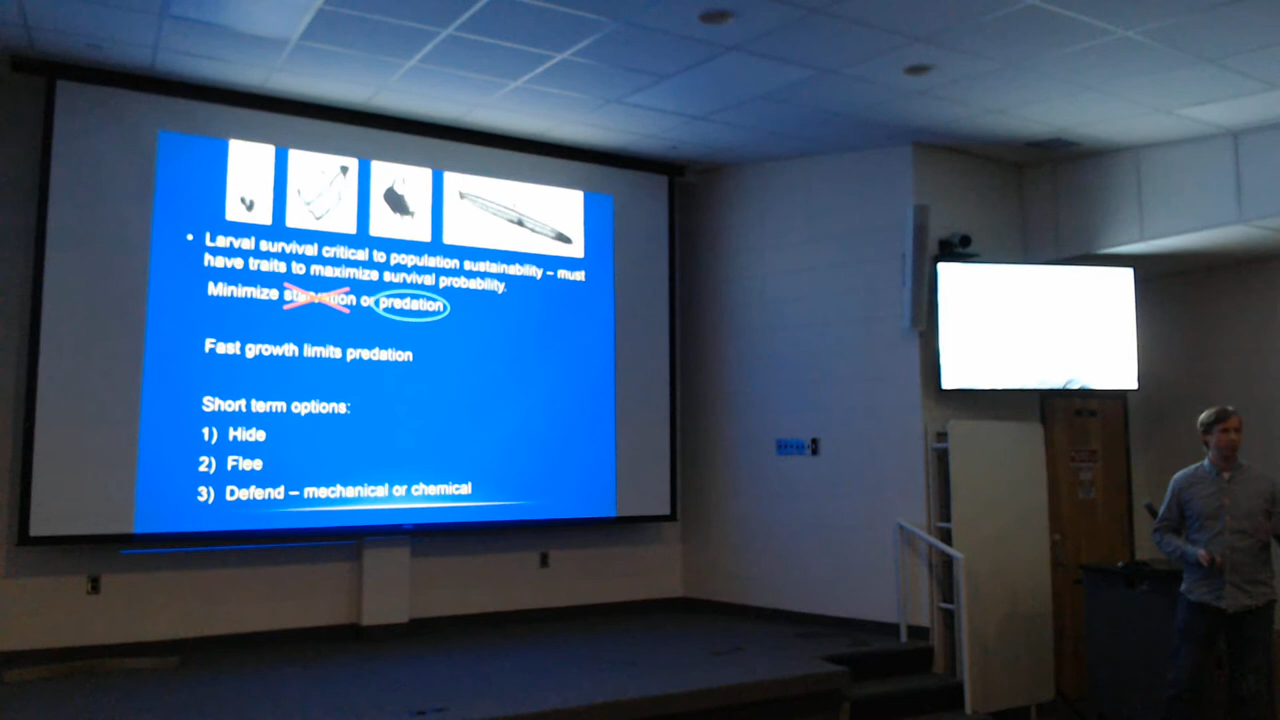 • Larval survival critical to population sustainability – must
have traits to maximize survival probability.
Minimize starvation or predation
Fast growth limits predation
Short term options:
1) Hide
2) Flee
3) Defend – mechanical or chemical